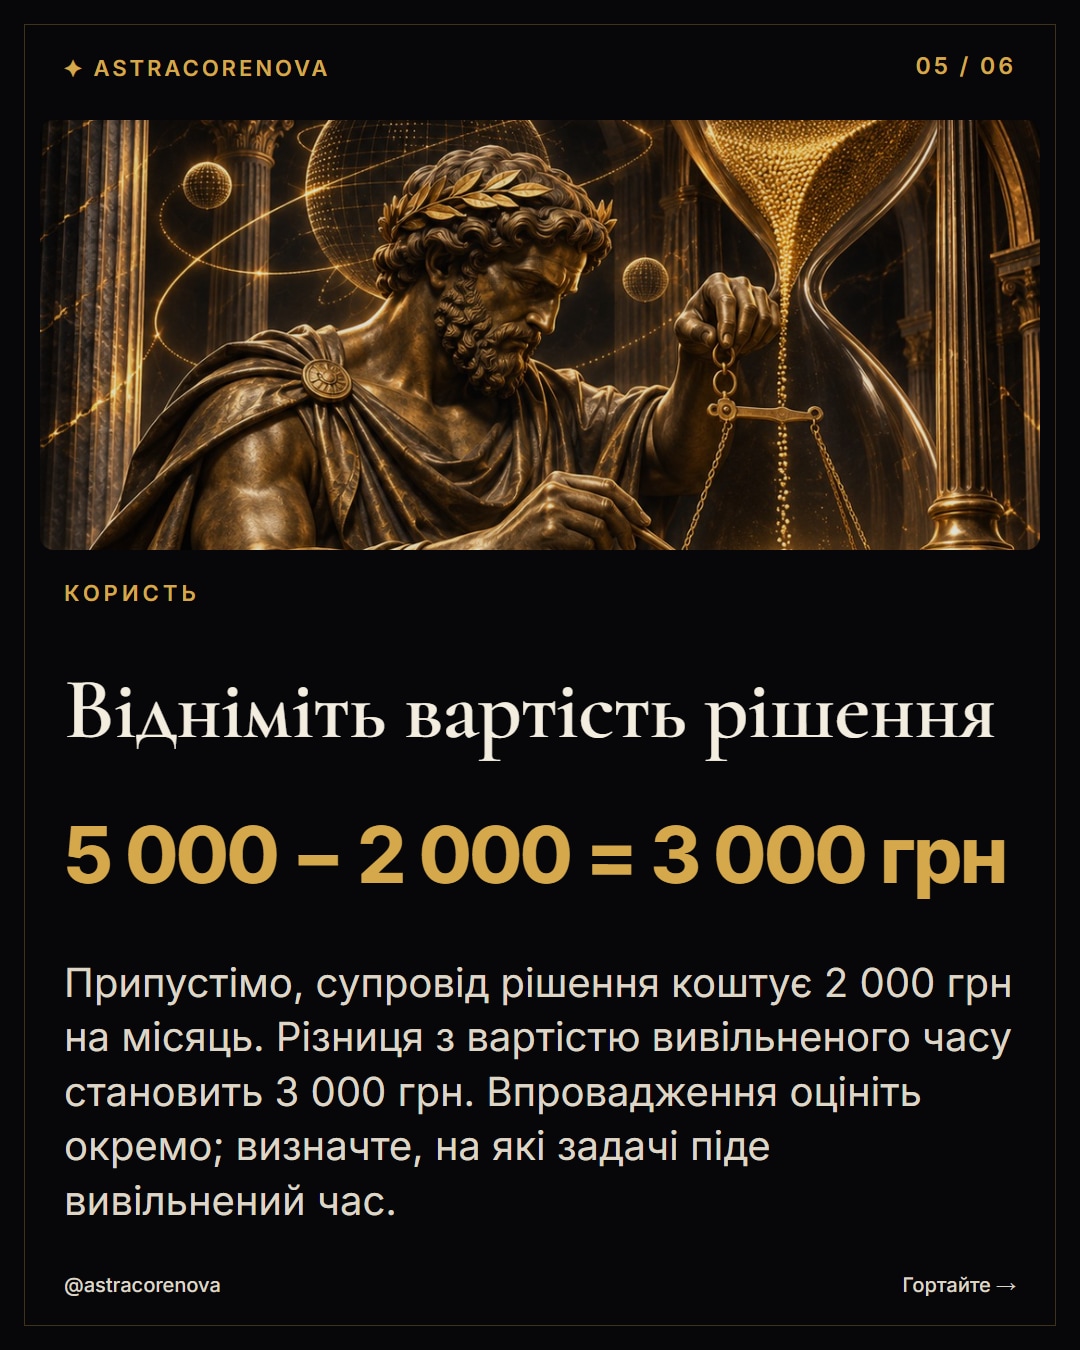 ✦ ASTRACORENOVA
05 / 06
КОРИСТЬ
Відніміть вартість рішення
5 000 – 2 000 = 3 000 грн
Припустімо, супровід рішення коштує 2 000 грн
на місяць. Різниця з вартістю вивільненого часу
становить 3 000 грн. Впровадження оцініть
окремо; визначте, на які задачі піде
вивільнений час.
@astracorenova
Гортайте →